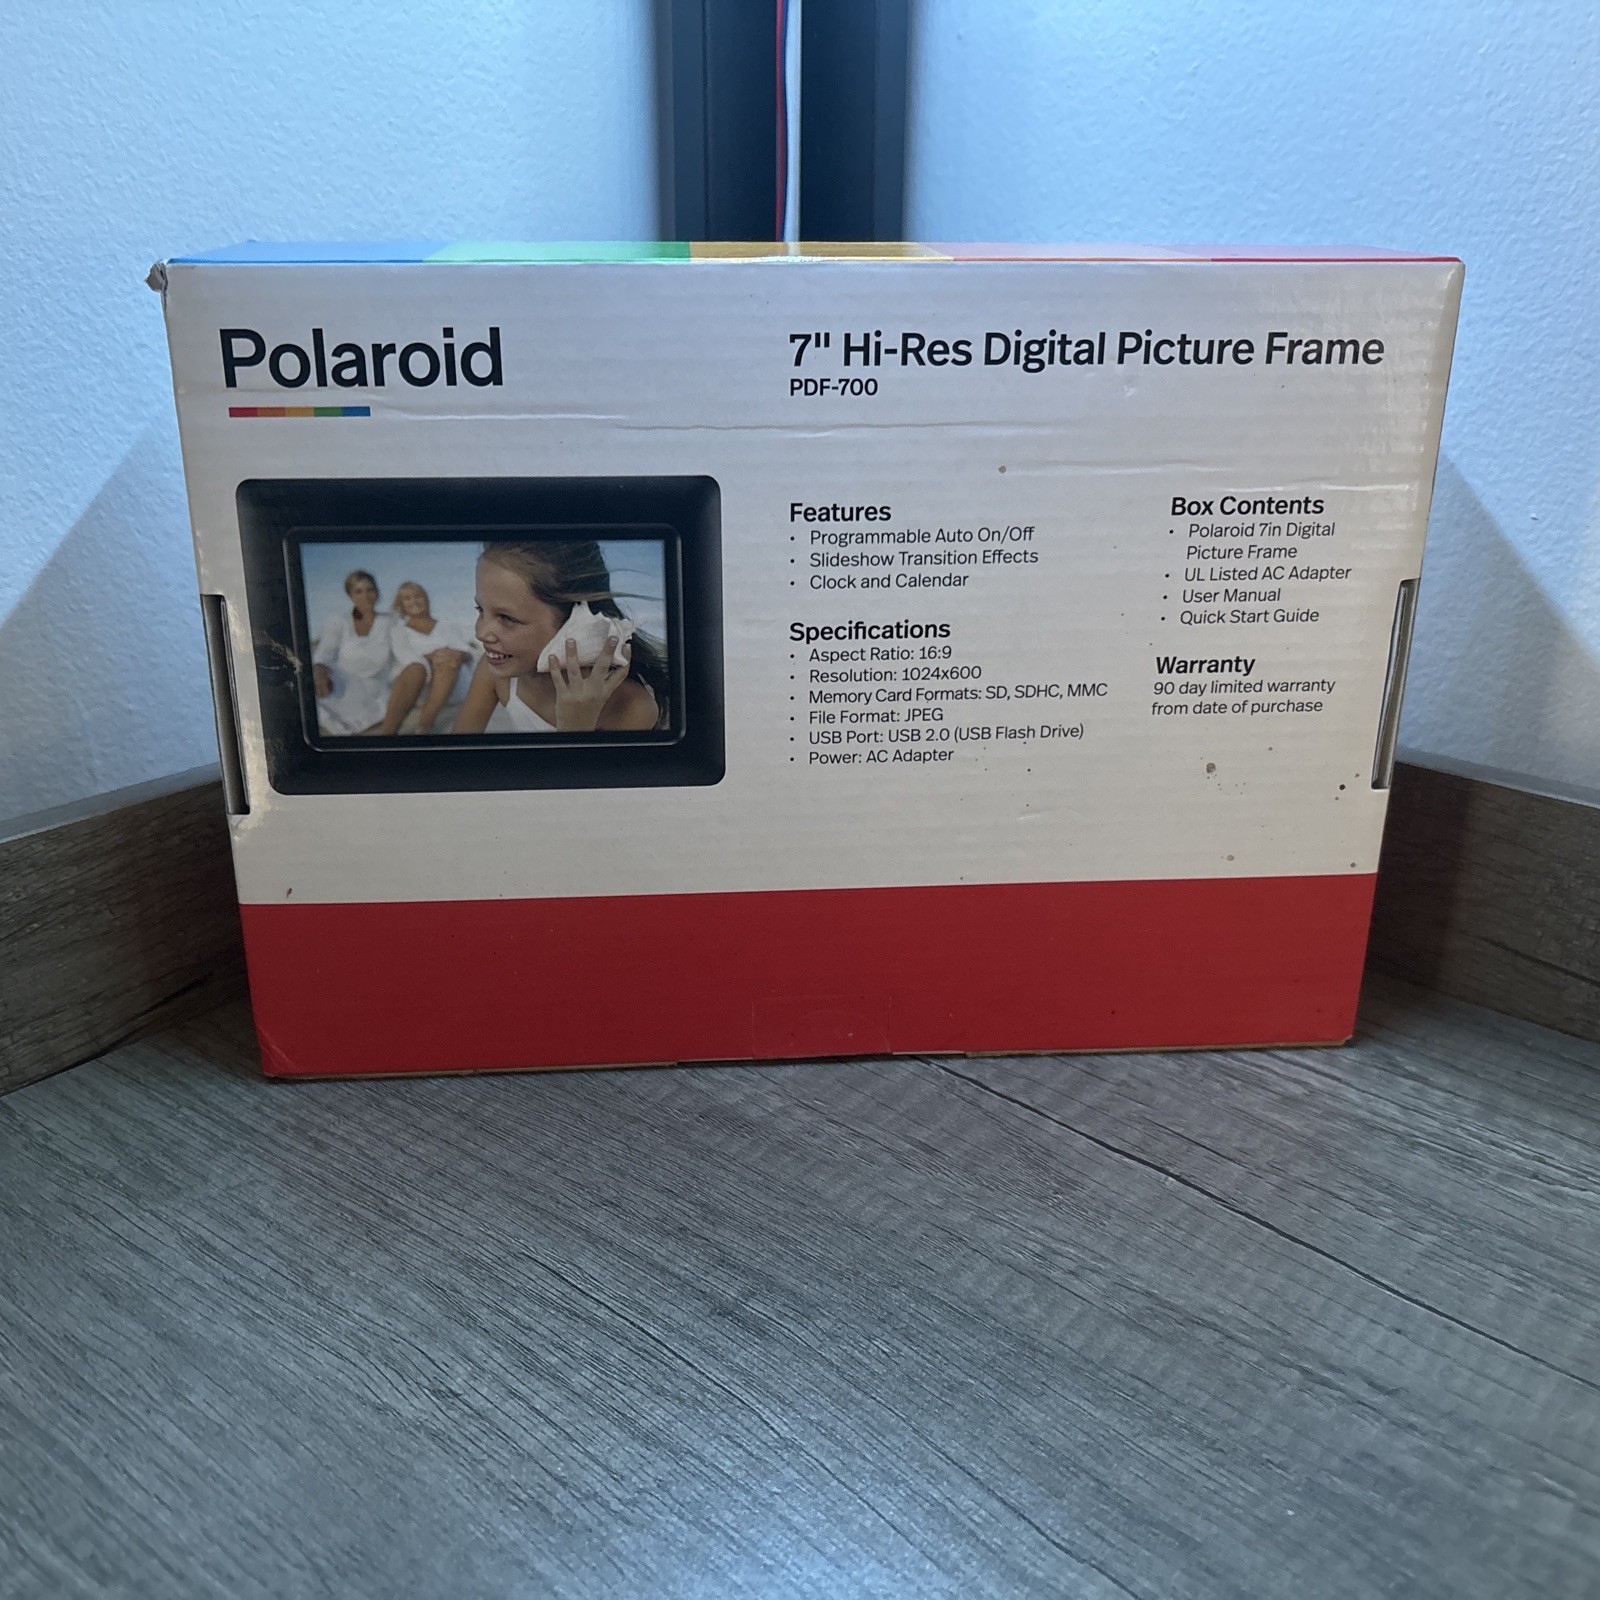 Polaroid
7" Hi-Res Digital Picture Frame
PDF-700
Features
• Programmable Auto On/Off
• Slideshow Transition Effects
• Clock and Calendar
Specifications
• Aspect Ratio: 16:9
• Resolution: 1024x600
• Memory Card Formats: SD, SDHC, MMC
• File Format: JPEG
• USB Port: USB 2.0 (USB Flash Drive)
• Power: AC Adapter
Box Contents
• Polaroid 7in Digital
Picture Frame
• UL Listed AC Adapter
• User Manual
• Quick Start Guide
Warranty
90 day limited warranty
from date of purchase